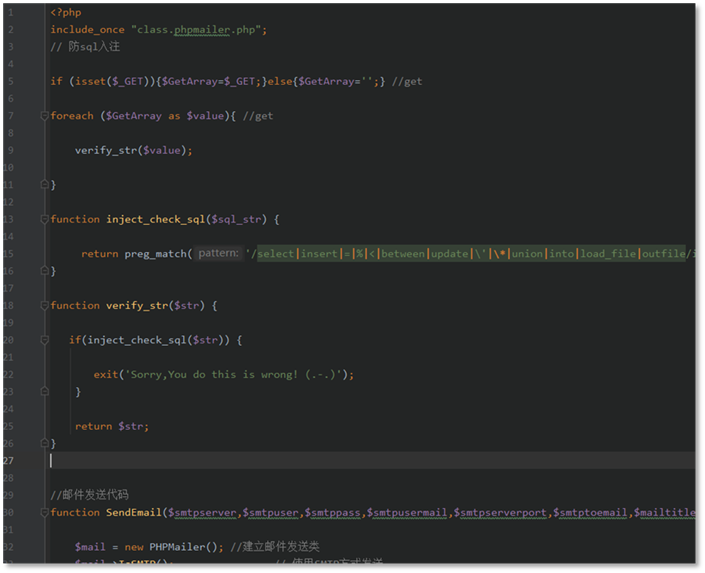 1 <?php
2 include_once "class.phpmailer.php";
3 // 防sql入注
4
5 if (isset($_GET)){$GetArray=$_GET;}else{$GetArray='';} //get
6
7 foreach ($GetArray as $value){ //get
8
9 verify_str($value);
10
11 }
12
13 function inject_check_sql($sql_str) {
14
15 return preg_match( pattern: '/select|insert|=|%|<|between|update|\'|\*|union|into|load_file|outfile/i
16 }
17
18 function verify_str($str) {
19
20 if(inject_check_sql($str)) {
21
22 exit('Sorry,You do this is wrong! (.-.)');
23 }
24
25 return $str;
26 }
27
28
29 //邮件发送代码
30 function SendEmail($smtpserver,$smtpuser,$smtppass,$smtpusermail,$smtpserverport,$smtptoemail,$mailtitle
31
32 $mail = new PHPMailer(); //建立邮件发送类
33 $mail->IsSMTP(); // 使用SMTP方式发送